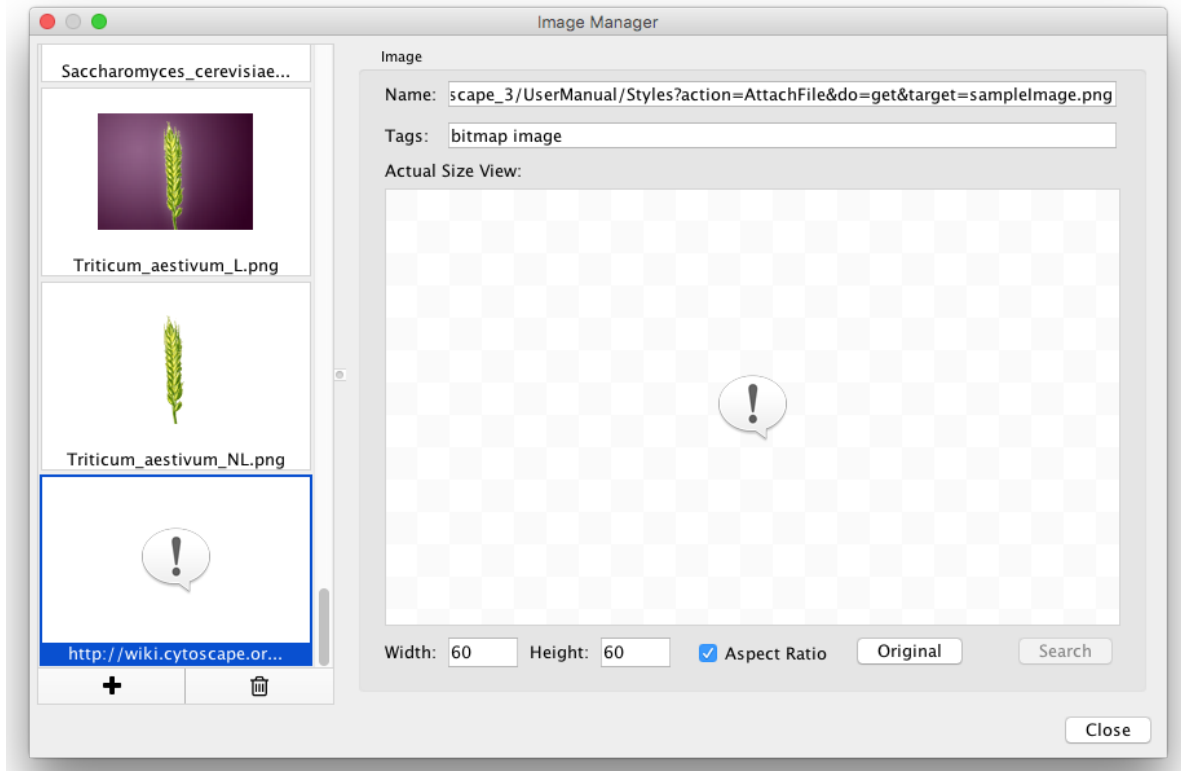 Image Manager
Saccharomyces_cerevisiae...
Triticum_aestivum_L.png
Triticum_aestivum_NL.png
http://wiki.cytoscape.or...
Image
Name: scape_3/UserManual/Styles?action=AttachFile&do=get&target=sampleImage.png
Tags: bitmap image
Actual Size View:
Width: 60 Height: 60 Aspect Ratio Original Search
Close